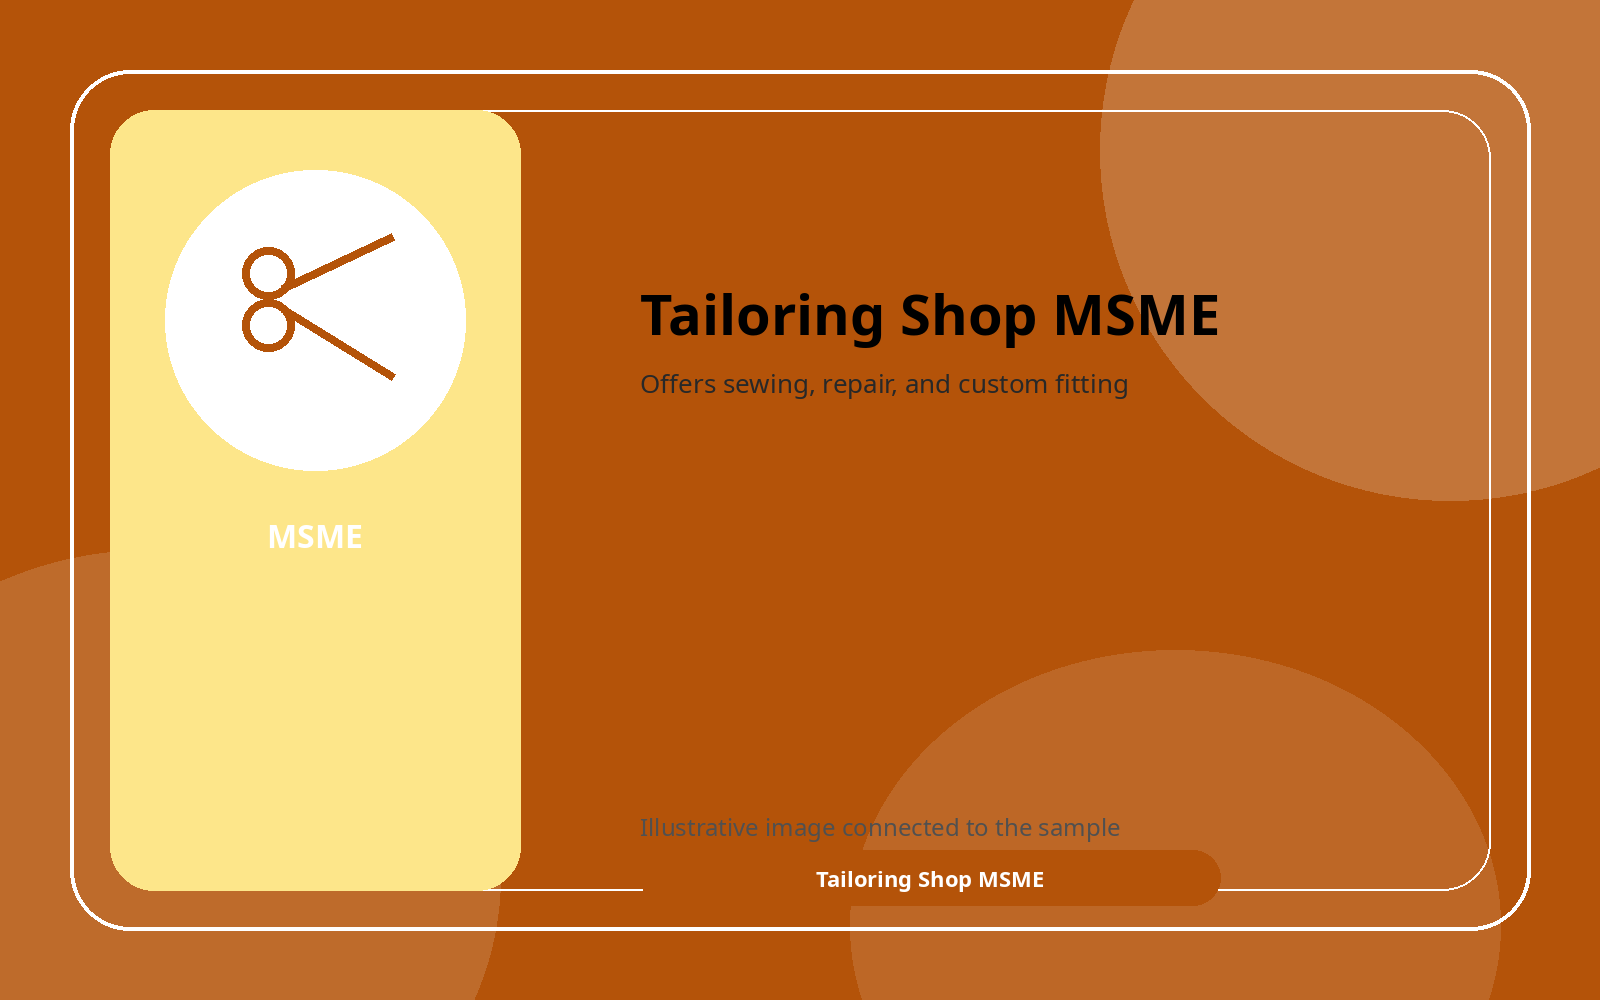 MSME
Tailoring Shop MSME
Offers sewing, repair, and custom fitting
Illustrative image connected to the sample
Tailoring Shop MSME